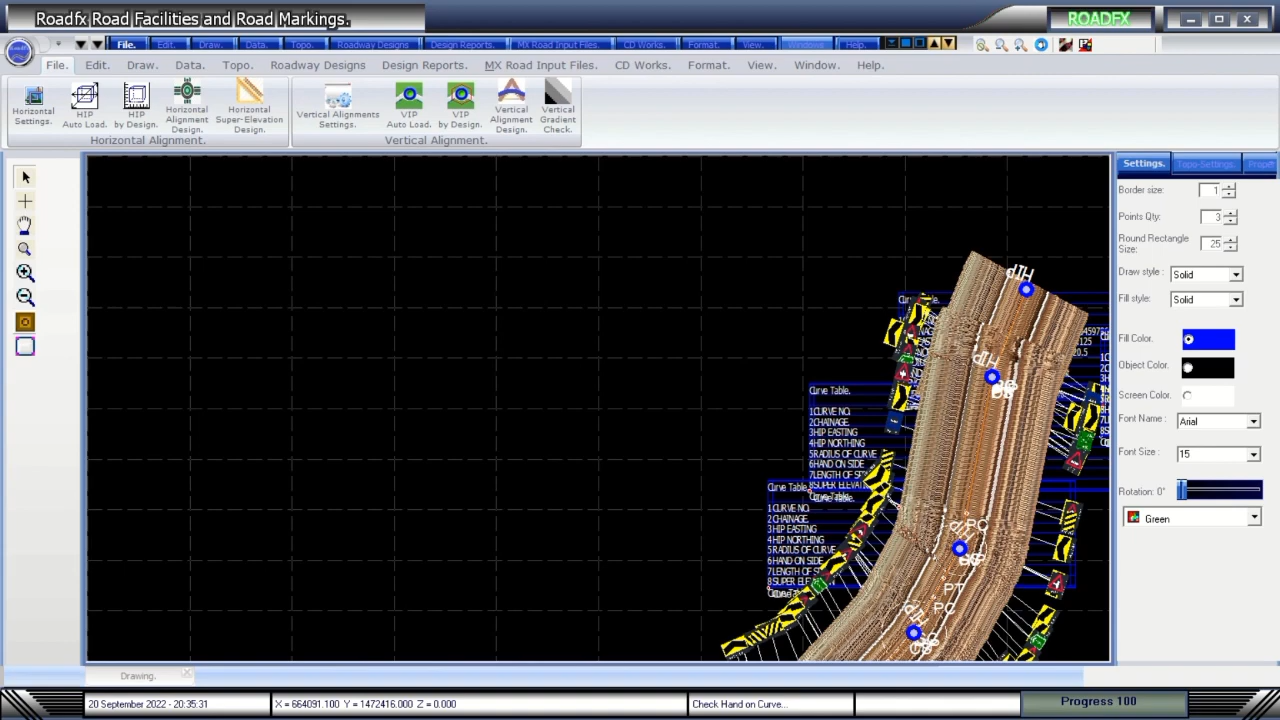 Roadfx Road Facilities and Road Markings.
ROADFX
File. Edit. Draw. Data. Topo. Roadway Designs Design Reports. MX Road Input Files. CD Works. Format. View. Windows Help.
File. Edit. Draw. Data. Topo. Roadway Designs Design Reports. MX Road Input Files. CD Works. Format. View. Window. Help.
Horizontal Settings.
HIP Auto Load.
HIP by Design.
Horizontal Alignment Design.
Horizontal Super-Elevation Design.
Vertical Alignments Settings.
VIP Auto Load.
VIP by Design.
Vertical Alignment Design.
Vertical Gradient Check.
Horizontal Alignment. Vertical Alignment.
Settings. Topo-Settings.
Border size: 1
Points Qty: 3
Round Rectangle Size: 25
Draw style : Solid
Fill style: Solid
Fill Color.
Object Color.
Screen Color.
Font Name : Arial
Font Size : 15
Rotation: 0°
Green
HIP
HIP
Curve Table.
1CURVE NO.
2CHAINAGE.
3HIP EASTING
4HIP NORTHING
5RADIUS OF CURVE
6HAND ON SIDE
Curve Table.
1CURVE NO.
2CHAINAGE.
3HIP EASTING
4HIP NORTHING
5RADIUS OF CURVE
6HAND ON SIDE
PC
PT
PC
HIP
Drawing.
20 September 2022 - 20:35:31
X = 664091.100 Y = 1472416.000 Z = 0.000
Check Hand on Curve...
Progress 100